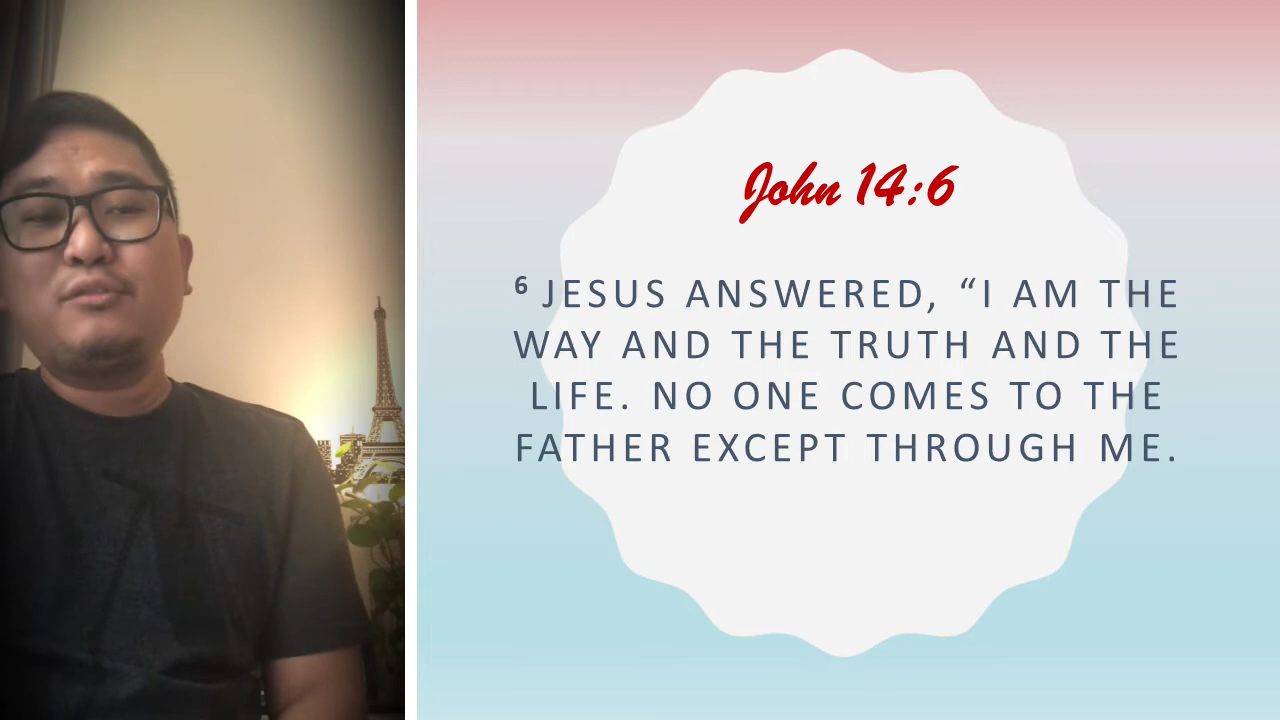 John 14:6
⁶ JESUS ANSWERED, “I AM THE
WAY AND THE TRUTH AND THE
LIFE. NO ONE COMES TO THE
FATHER EXCEPT THROUGH ME.